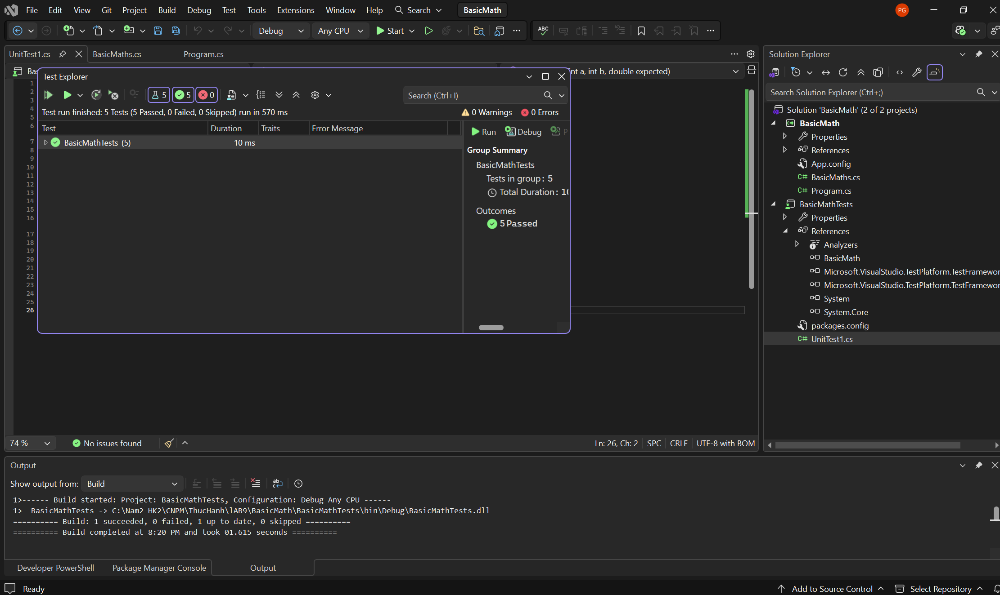 File Edit View Git Project Build Debug Test Tools Extensions Window Help Search BasicMath PG
Debug Any CPU Start ABC
UnitTest1.cs BasicMaths.cs Program.cs
int a, int b, double expected)
Test Explorer
5 5 0 Search (Ctrl+I)
Test run finished: 5 Tests (5 Passed, 0 Failed, 0 Skipped) run in 570 ms 0 Warnings 0 Errors
Test Duration Traits Error Message
BasicMathTests (5) 10 ms
Run Debug
Group Summary
BasicMathTests
Tests in group: 5
Total Duration:
Outcomes
5 Passed
1
2
3
4
5
6
7
8
9
10
11
12
13
14
15
16
17
18
19
20
21
22
23
24
25
26
74 % No issues found Ln: 26, Ch: 2 SPC CRLF UTF-8 with BOM
Solution Explorer
Search Solution Explorer (Ctrl+;)
Solution 'BasicMath' (2 of 2 projects)
BasicMath
Properties
References
App.config
C# BasicMaths.cs
C# Program.cs
BasicMathTests
Properties
References
Analyzers
BasicMath
Microsoft.VisualStudio.TestPlatform.TestFramewor
Microsoft.VisualStudio.TestPlatform.TestFramewor
System
System.Core
packages.config
C# UnitTest1.cs
Output
Show output from: Build
1>------ Build started: Project: BasicMathTests, Configuration: Debug Any CPU ------
1>  BasicMathTests -> C:\Nam2 HK2\CNPM\ThucHanh\lAB9\BasicMath\BasicMathTests\bin\Debug\BasicMathTests.dll
========== Build: 1 succeeded, 0 failed, 1 up-to-date, 0 skipped ==========
========== Build completed at 8:20 PM and took 01.615 seconds ==========
Developer PowerShell Package Manager Console Output
Ready Add to Source Control Select Repository